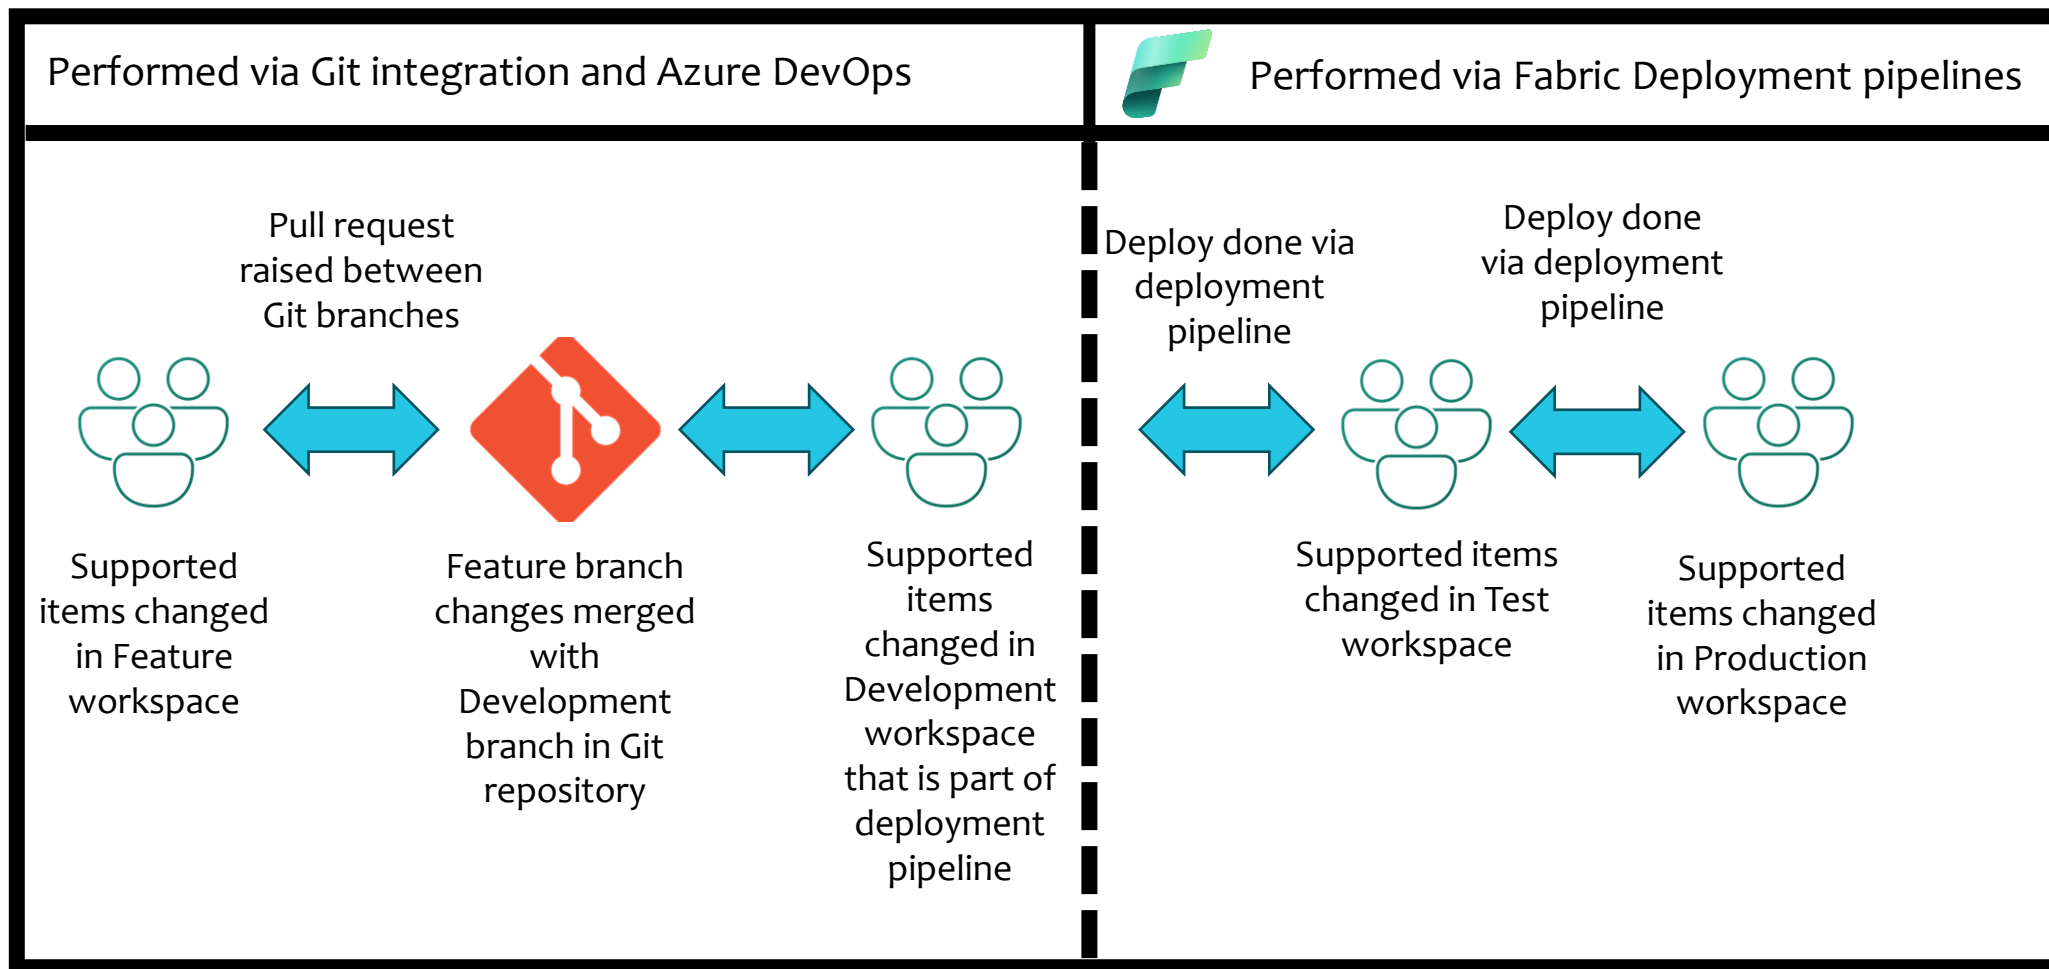 Performed via Git integration and Azure DevOps
Performed via Fabric Deployment pipelines
Pull request
raised between
Git branches
Deploy done via
deployment
pipeline
Deploy done
via deployment
pipeline
Supported
items changed
in Feature
workspace
Feature branch
changes merged
with
Development
branch in Git
repository
Supported
items
changed in
Development
workspace
that is part of
deployment
pipeline
Supported items
changed in Test
workspace
Supported
items changed
in Production
workspace